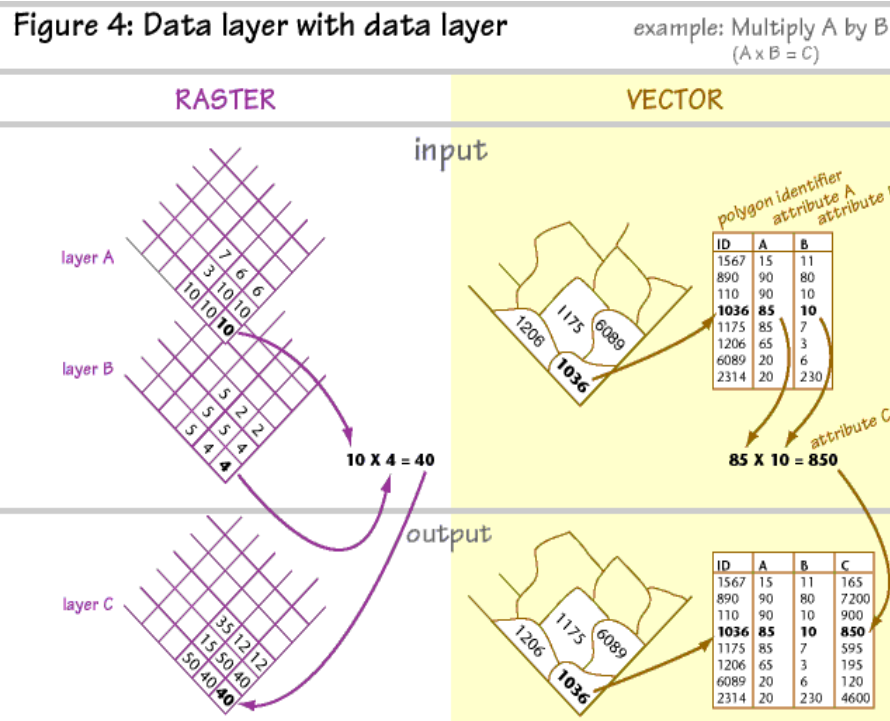 Figure 4: Data layer with data layer
example: Multiply A by B
(A x B = C)
RASTER
VECTOR
input
layer A
7
3 6
10 10 6
10 10
10
layer B
5
5 2
5 5 2
4 4
4
10 X 4 = 40
polygon identifier
attribute A
attribute
1206
1175
6089
1036
ID A B
1567 15 11
890 90 80
110 90 10
1036 85 10
1175 85 7
1206 65 3
6089 20 6
2314 20 230
attribute C
85 X 10 = 850
output
layer C
35
15 12
50 50 12
40 40
40
1206
1175
6089
1036
ID A B C
1567 15 11 165
890 90 80 7200
110 90 10 900
1036 85 10 850
1175 85 7 595
1206 65 3 195
6089 20 6 120
2314 20 230 4600